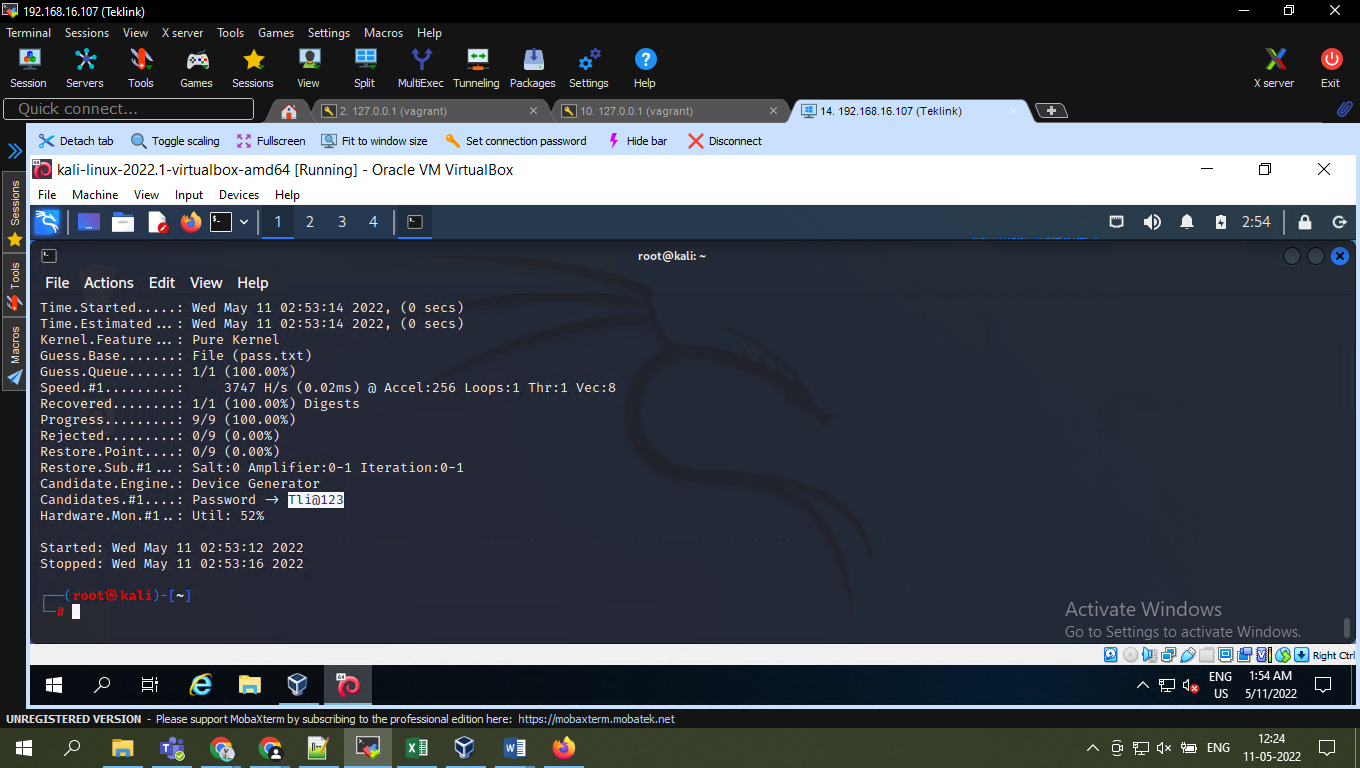 192.168.16.107 (Teklink)
Terminal Sessions View X server Tools Games Settings Macros Help
Session Servers Tools Games Sessions View Split MultiExec Tunneling Packages Settings Help X server Exit
Quick connect...
2. 127.0.0.1 (vagrant)
10. 127.0.0.1 (vagrant)
14. 192.168.16.107 (Teklink)
Detach tab Toggle scaling Fullscreen Fit to window size Set connection password Hide bar Disconnect
Sessions
Tools
Macros
kali-linux-2022.1-virtualbox-amd64 [Running] - Oracle VM VirtualBox
File Machine View Input Devices Help
1 2 3 4 2:54
root@kali: ~
File Actions Edit View Help
Time.Started.....: Wed May 11 02:53:14 2022, (0 secs)
Time.Estimated...: Wed May 11 02:53:14 2022, (0 secs)
Kernel.Feature...: Pure Kernel
Guess.Base.......: File (pass.txt)
Guess.Queue......: 1/1 (100.00%)
Speed.#1.........: 3747 H/s (0.02ms) @ Accel:256 Loops:1 Thr:1 Vec:8
Recovered........: 1/1 (100.00%) Digests
Progress.........: 9/9 (100.00%)
Rejected.........: 0/9 (0.00%)
Restore.Point....: 0/9 (0.00%)
Restore.Sub.#1...: Salt:0 Amplifier:0-1 Iteration:0-1
Candidate.Engine.: Device Generator
Candidates.#1....: Password → Tli@123
Hardware.Mon.#1..: Util: 52%
Started: Wed May 11 02:53:12 2022
Stopped: Wed May 11 02:53:16 2022
┌──(root㉿kali)-[~]
└─#
Activate Windows
Go to Settings to activate Windows.
Right Ctrl
ENG
US
1:54 AM
5/11/2022
UNREGISTERED VERSION - Please support MobaXterm by subscribing to the professional edition here: https://mobaxterm.mobatek.net
ENG
12:24
11-05-2022